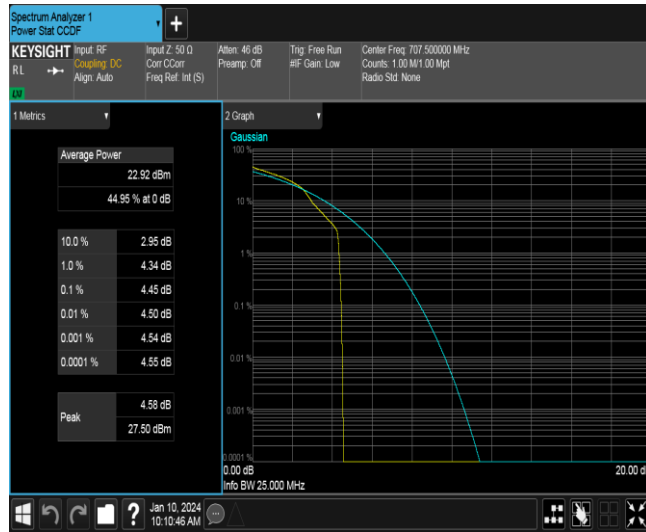 Spectrum Analyzer 1
Power Stat CCDF
+
KEYSIGHT
Input: RF
Coupling: DC
Align: Auto
Input Z: 50 Ω
Corr CCorr
Freq Ref: Int (S)
Atten: 46 dB
Preamp: Off
Trig: Free Run
#IF Gain: Low
Center Freq: 707.500000 MHz
Counts: 1.00 M/1.00 Mpt
Radio Std: None
R L
LXI
1 Metrics
Average Power
22.92 dBm
44.95 % at 0 dB
10.0 % 2.95 dB
1.0 % 4.34 dB
0.1 % 4.45 dB
0.01 % 4.50 dB
0.001 % 4.54 dB
0.0001 % 4.55 dB
Peak
4.58 dB
27.50 dBm
2 Graph
Gaussian
100 %
10 %
1 %
0.1 %
0.01 %
0.001 %
0.0001 %
0.00 dB
20.00 d
Info BW 25.000 MHz
?
Jan 10, 2024
10:10:46 AM